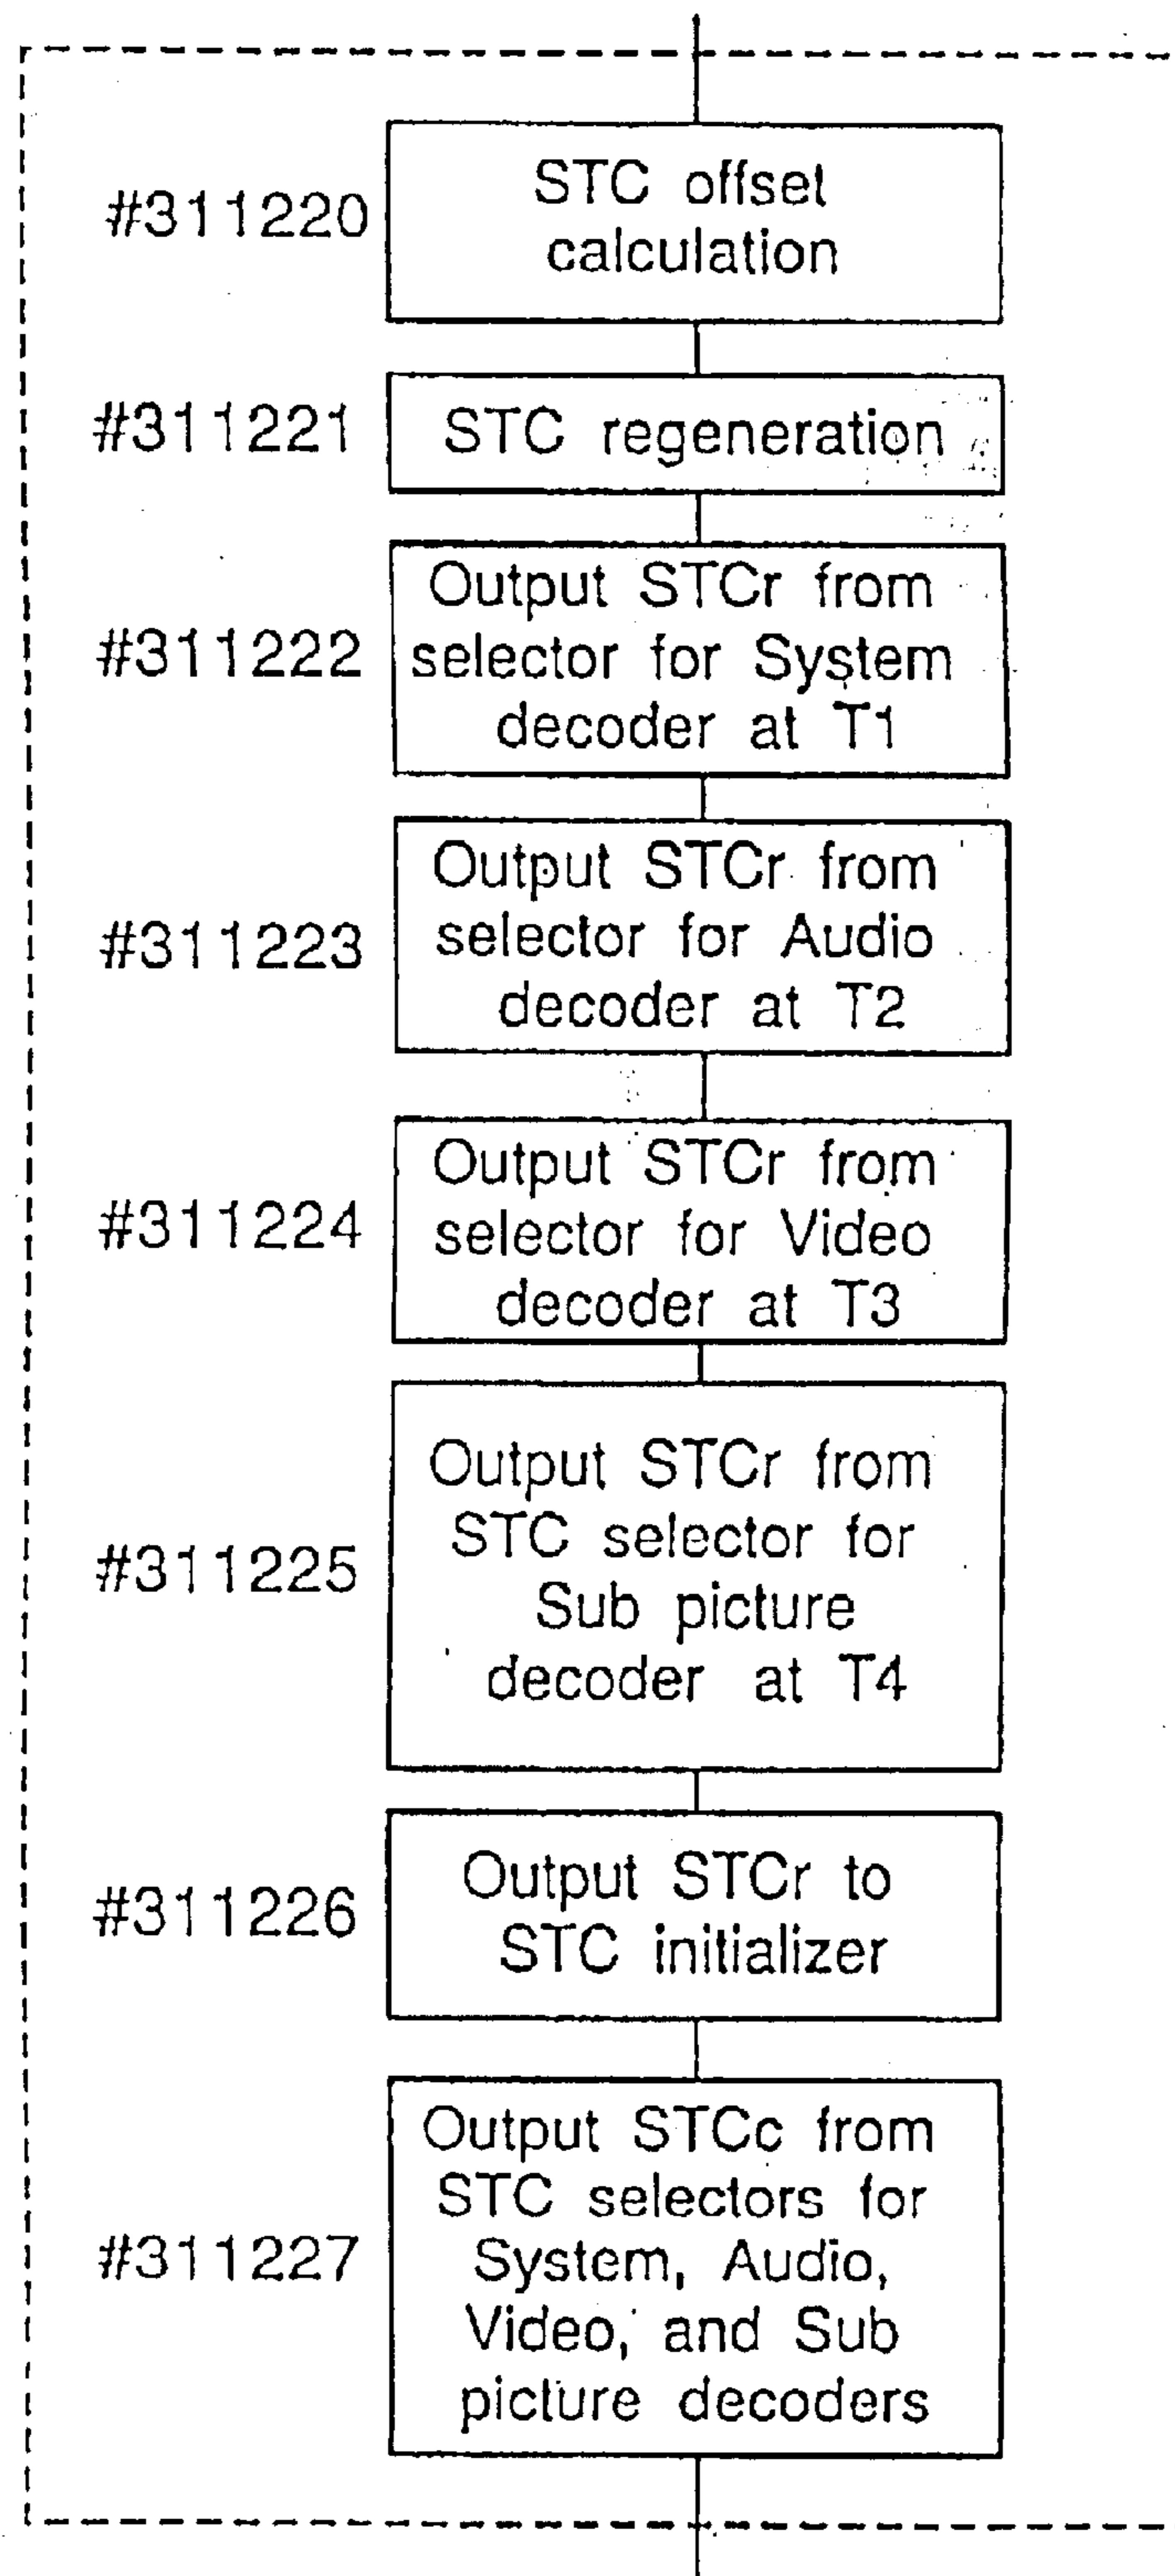 #311220
STC offset
calculation
#311221
STC regeneration
#311222
Output STCr from
selector for System
decoder at T1
#311223
Output STCr from
selector for Audio
decoder at T2
#311224
Output STCr from
selector for Video
decoder at T3
#311225
Output STCr from
STC selector for
Sub picture
decoder at T4
#311226
Output STCr to
STC initializer
#311227
Output STCc from
STC selectors for
System, Audio,
Video, and Sub
picture decoders